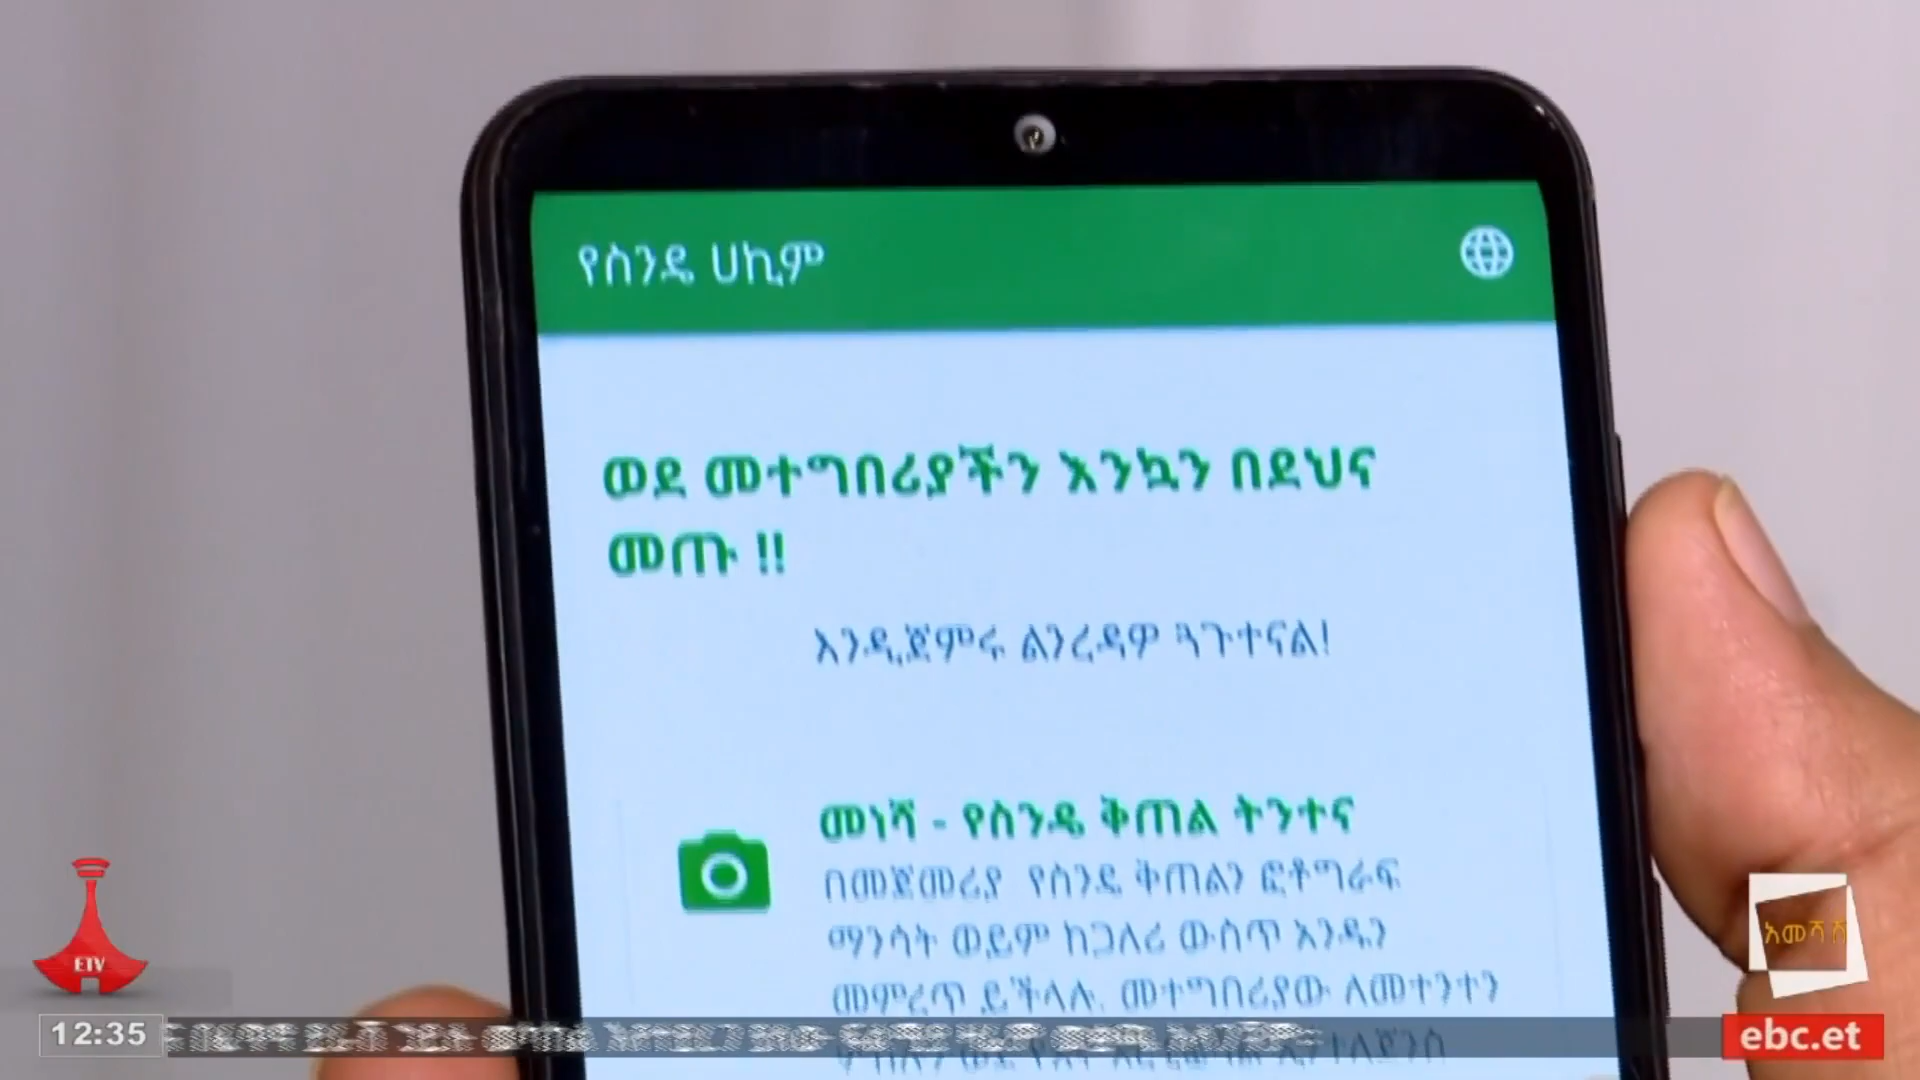 የስንዴ ሀኪም
ወደ መተግበሪያችን እንኳን በደህና
መጡ !!
እንዲጀምሩ ልንረዳዎ ጓጉተናል!
መነሻ - የስንዴ ቅጠል ትንተና
በመጀመሪያ የስንዴ ቅጠልን ፎቶግራፍ
ማንሳት ወይም ከጋለሪ ውስጥ አንዱን
መምረጥ ይችላሉ. መተግበሪያው ለመተንተን
ETV
አመሻሽ
12:35
ebc.et